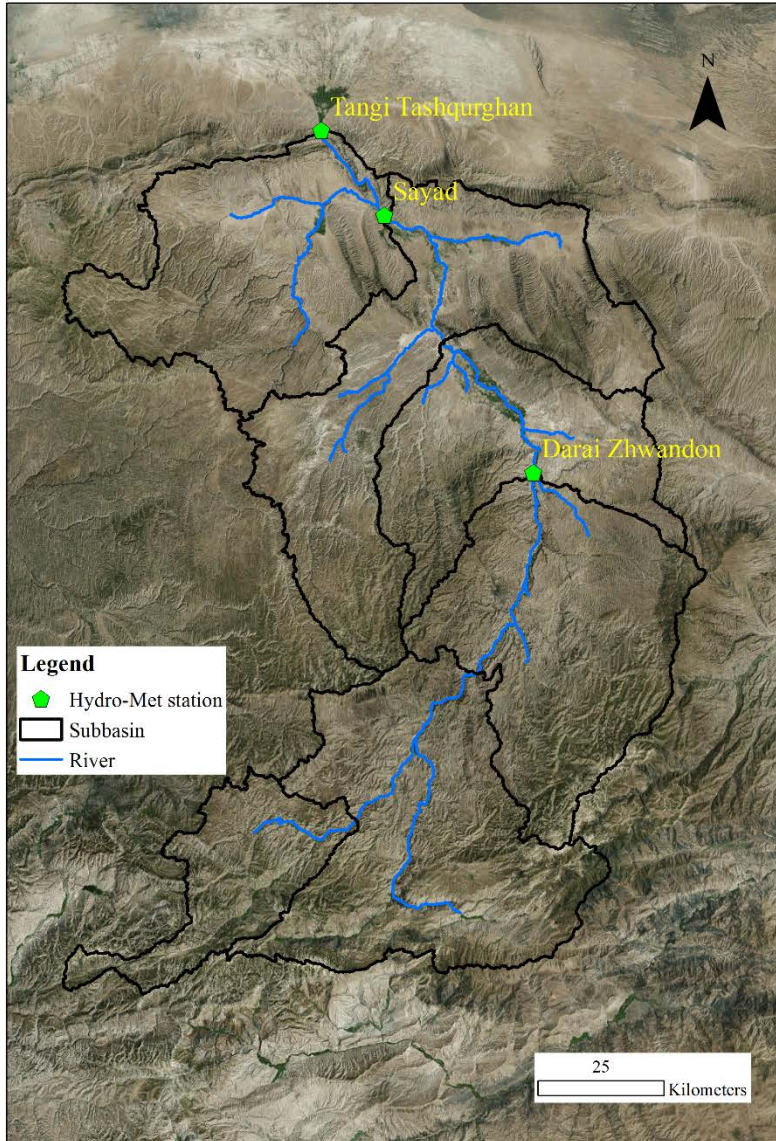 N
Tangi Tashqurghan
Sayad
Darai Zhwandon
Legend
Hydro-Met station
Subbasin
River
25
Kilometers